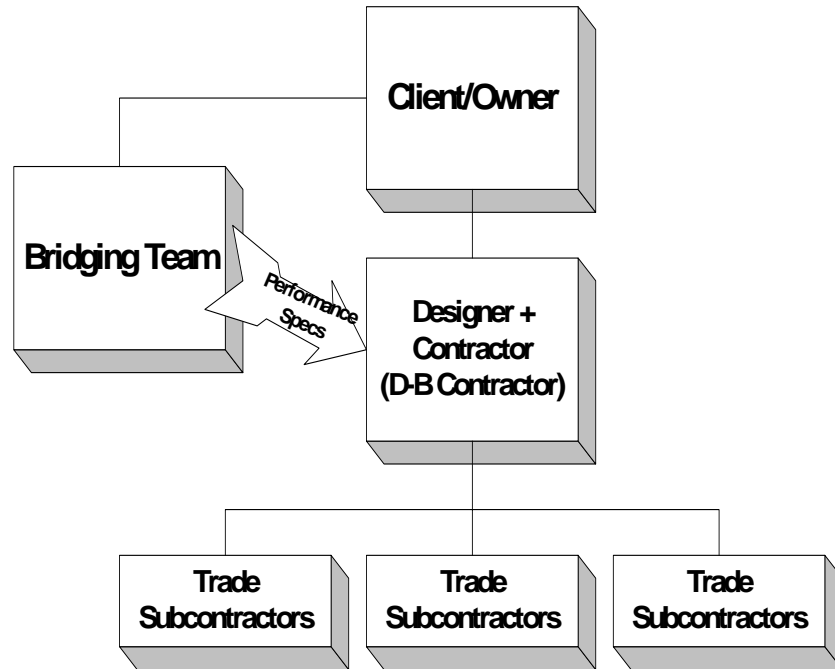 Client/Owner
Bridging Team
Performance
Specs
Designer +
Contractor
(D-B Contractor)
Trade
Subcontractors
Trade
Subcontractors
Trade
Subcontractors